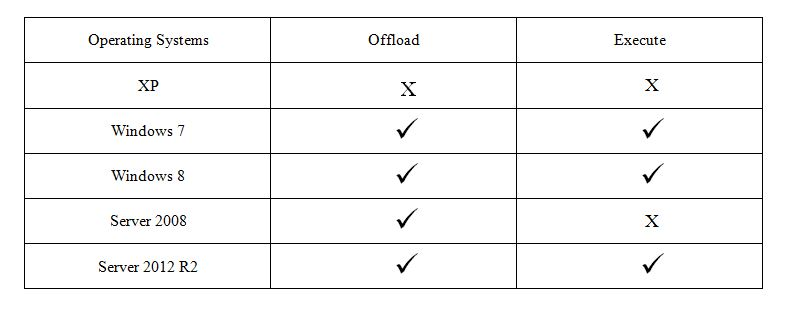 Operating Systems Offload Execute
XP X X
Windows 7 ✓ ✓
Windows 8 ✓ ✓
Server 2008 ✓ X
Server 2012 R2 ✓ ✓